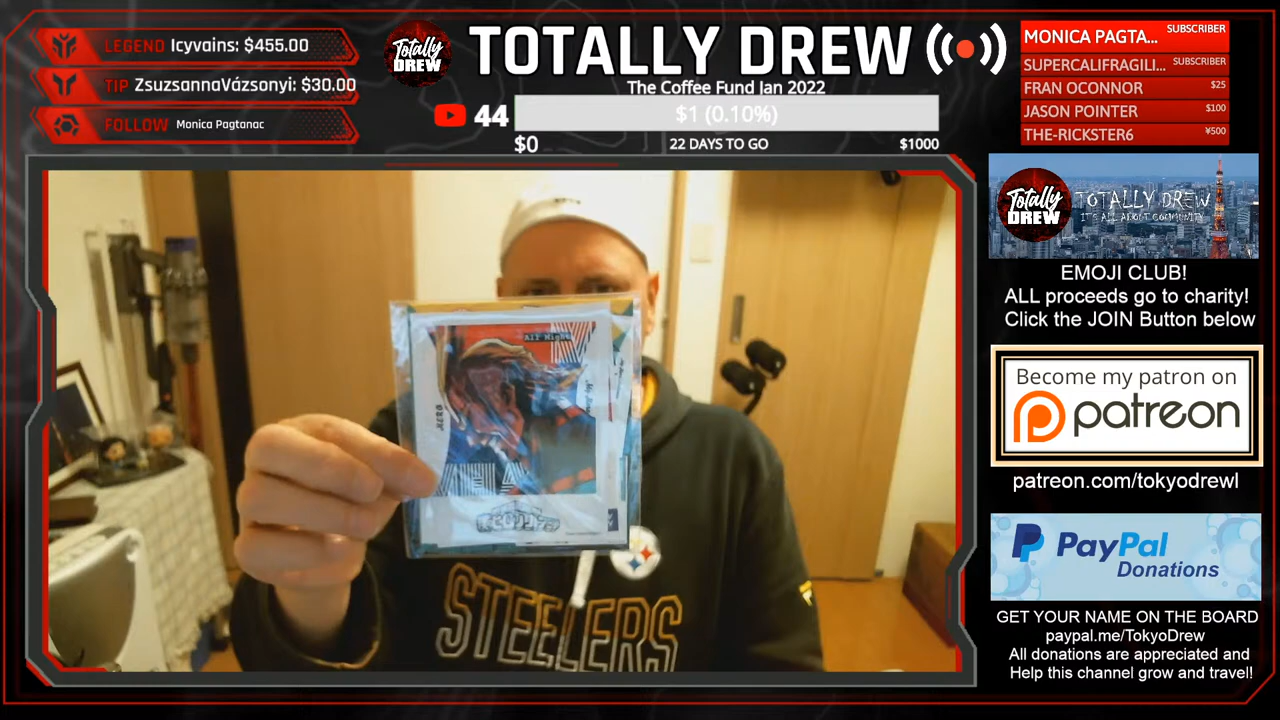 LEGEND Icyvains: $455.00
TIP ZsuzsannaVázsonyi: $30.00
FOLLOW Monica Pagtanac
Totally
DREW
TOTALLY DREW
The Coffee Fund Jan 2022
44
$1 (0.10%)
$0
22 DAYS TO GO
$1000
MONICA PAGTA... SUBSCRIBER
SUPERCALIFRAGILI... SUBSCRIBER
FRAN OCONNOR $25
JASON POINTER $100
THE-RICKSTER6 ¥500
Totally
DREW
TOTALLY DREW
IT'S ALL ABOUT COMMUNITY
EMOJI CLUB!
ALL proceeds go to charity!
Click the JOIN Button below
Become my patron on
patreon
patreon.com/tokyodrewl
PayPal
Donations
GET YOUR NAME ON THE BOARD
paypal.me/TokyoDrew
All donations are appreciated and
Help this channel grow and travel!
STEELERS